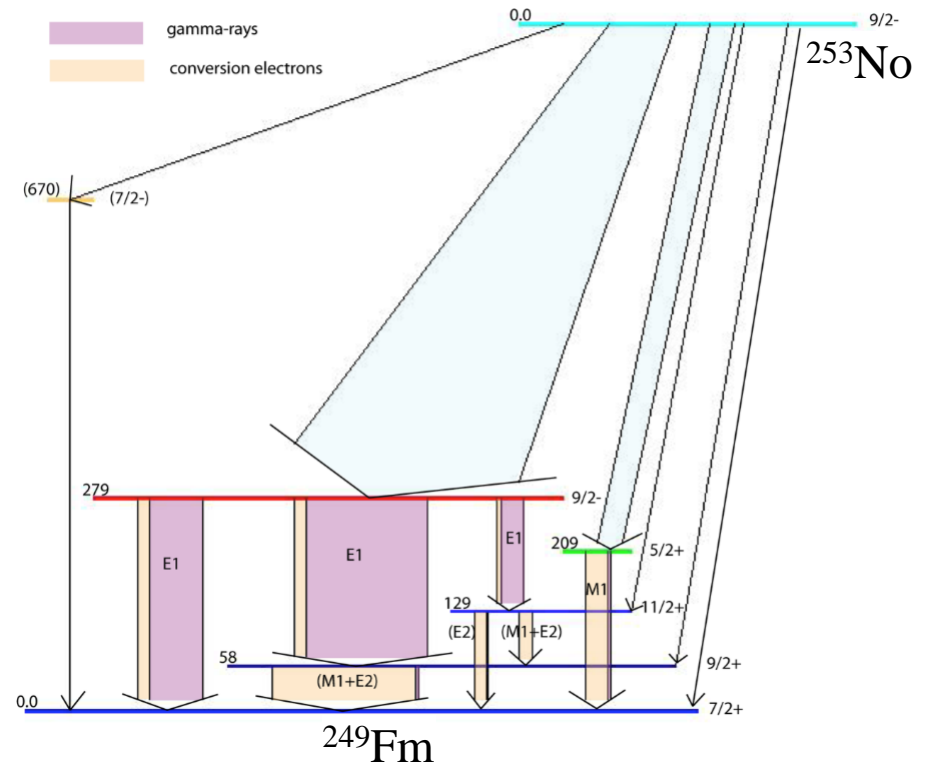 0.0
9/2-
gamma-rays
253No
conversion electrons
(670)
(7/2-)
279
9/2-
E1
E1
E1
209
5/2+
M1
129
11/2+
(E2)
(M1+E2)
58
9/2+
(M1+E2)
0.0
7/2+
249Fm